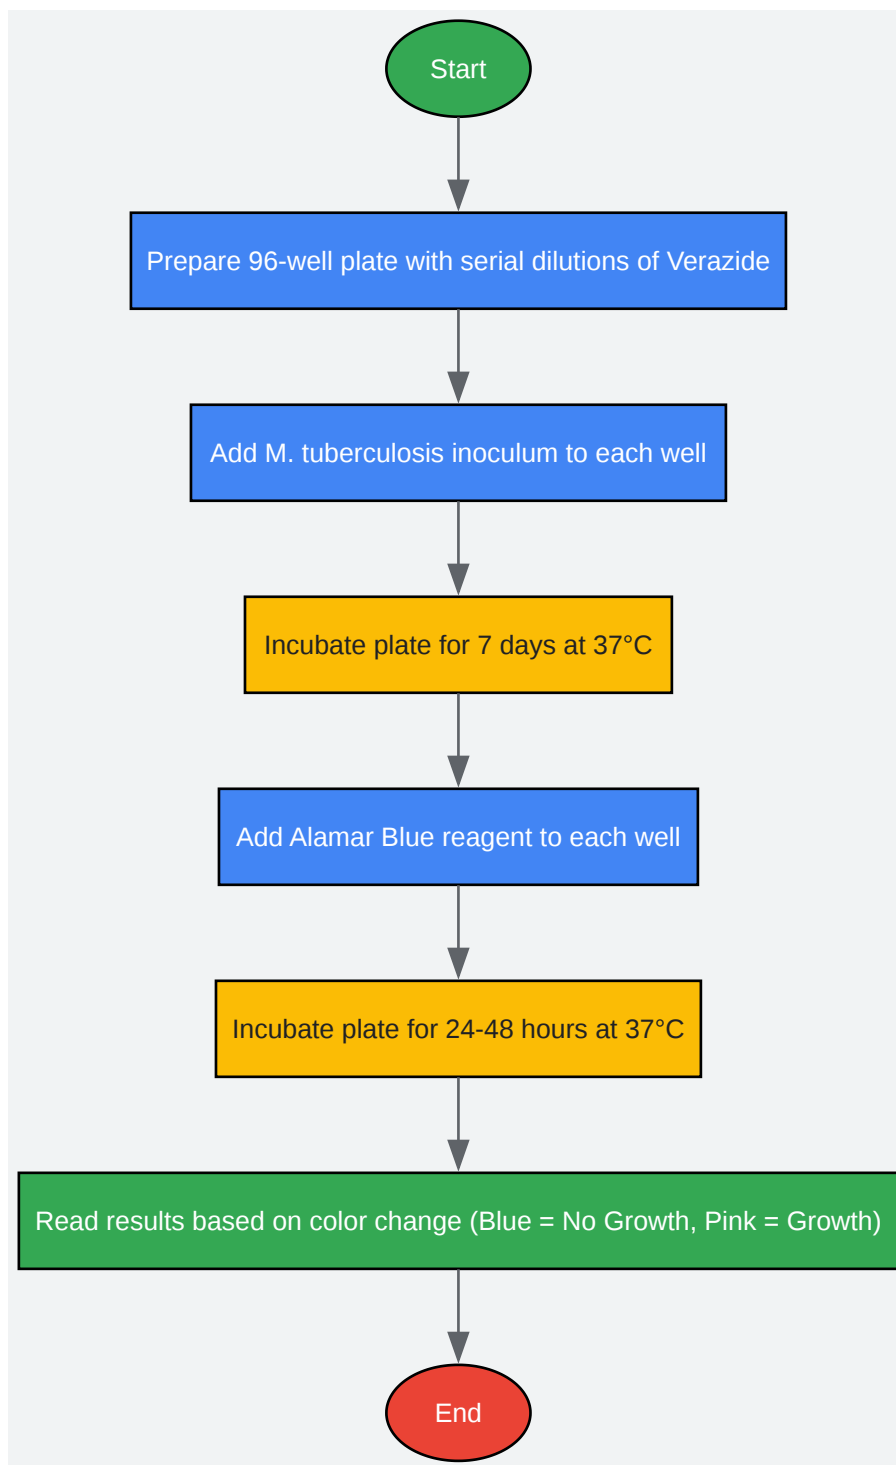 Start
Prepare 96-well plate with serial dilutions of Verazide
Add M. tuberculosis inoculum to each well
Incubate plate for 7 days at 37°C
Add Alamar Blue reagent to each well
Incubate plate for 24-48 hours at 37°C
Read results based on color change (Blue = No Growth, Pink = Growth)
End